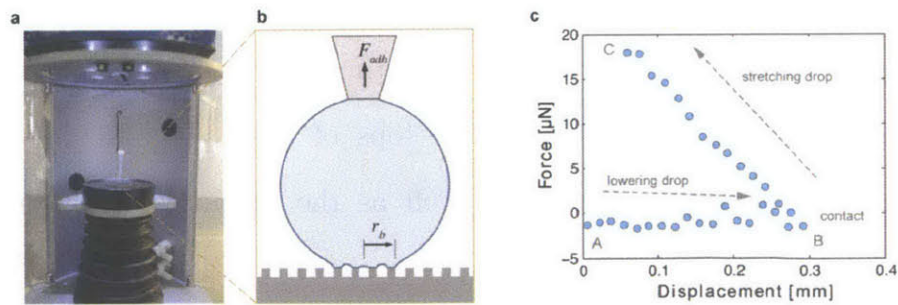 a
b
c
F_adh
r_b
20
15
10
5
0
−5
Force [μN]
C
stretching drop
lowering drop
contact
A
B
0
0.1
0.2
0.3
0.4
Displacement [mm]